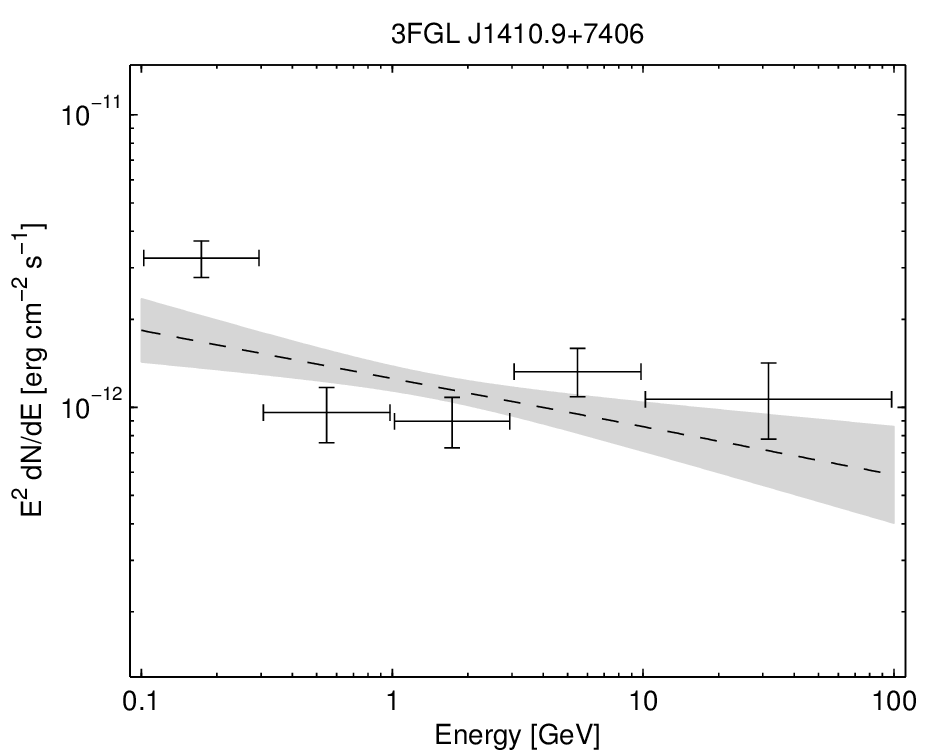 3FGL J1410.9+7406
10⁻¹¹
10⁻¹²
E² dN/dE [erg cm⁻² s⁻¹]
0.1 1 10 100
Energy [GeV]